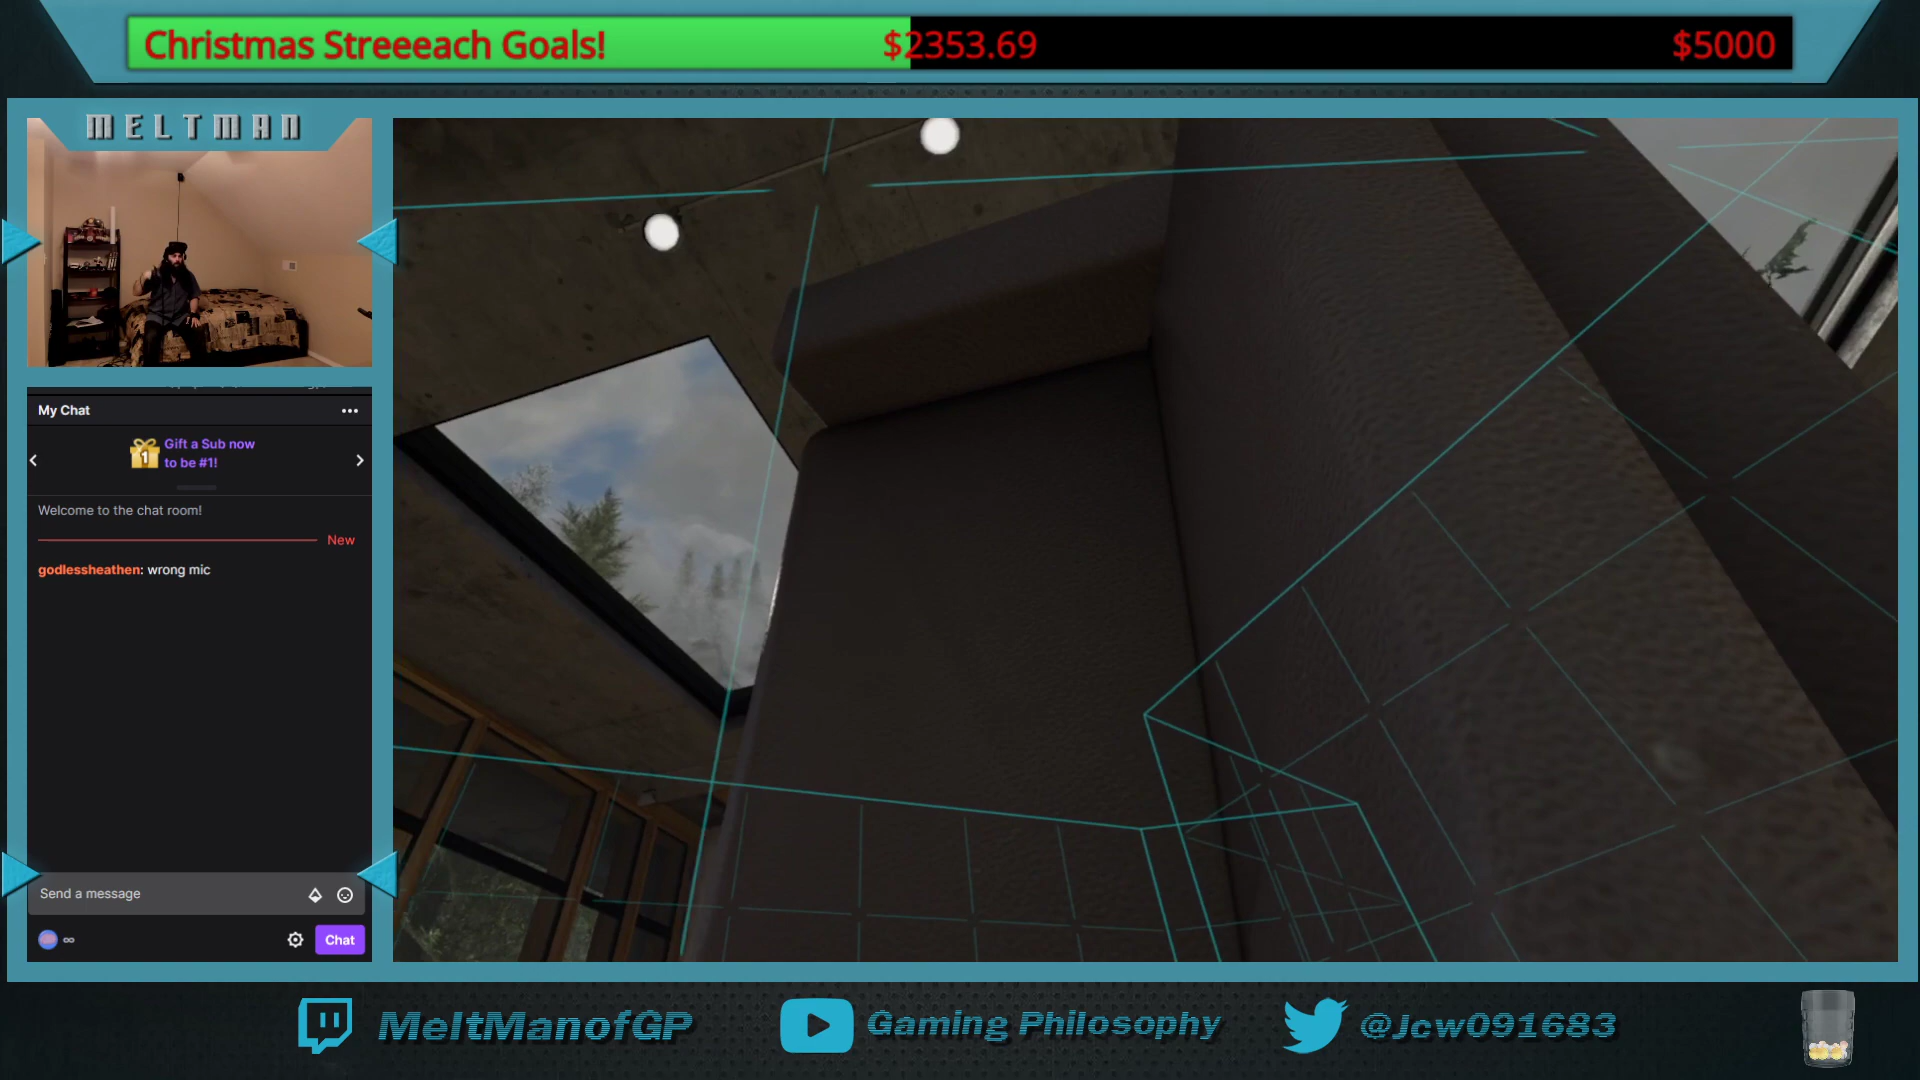 Christmas Streeeach Goals! $2353.69 $5000
MELTMAN
My Chat
Gift a Sub now
to be #1!
1
Welcome to the chat room!
New
godlessheathen: wrong mic
Send a message
∞
Chat
MeltManofGP
Gaming Philosophy
@Jcw091683